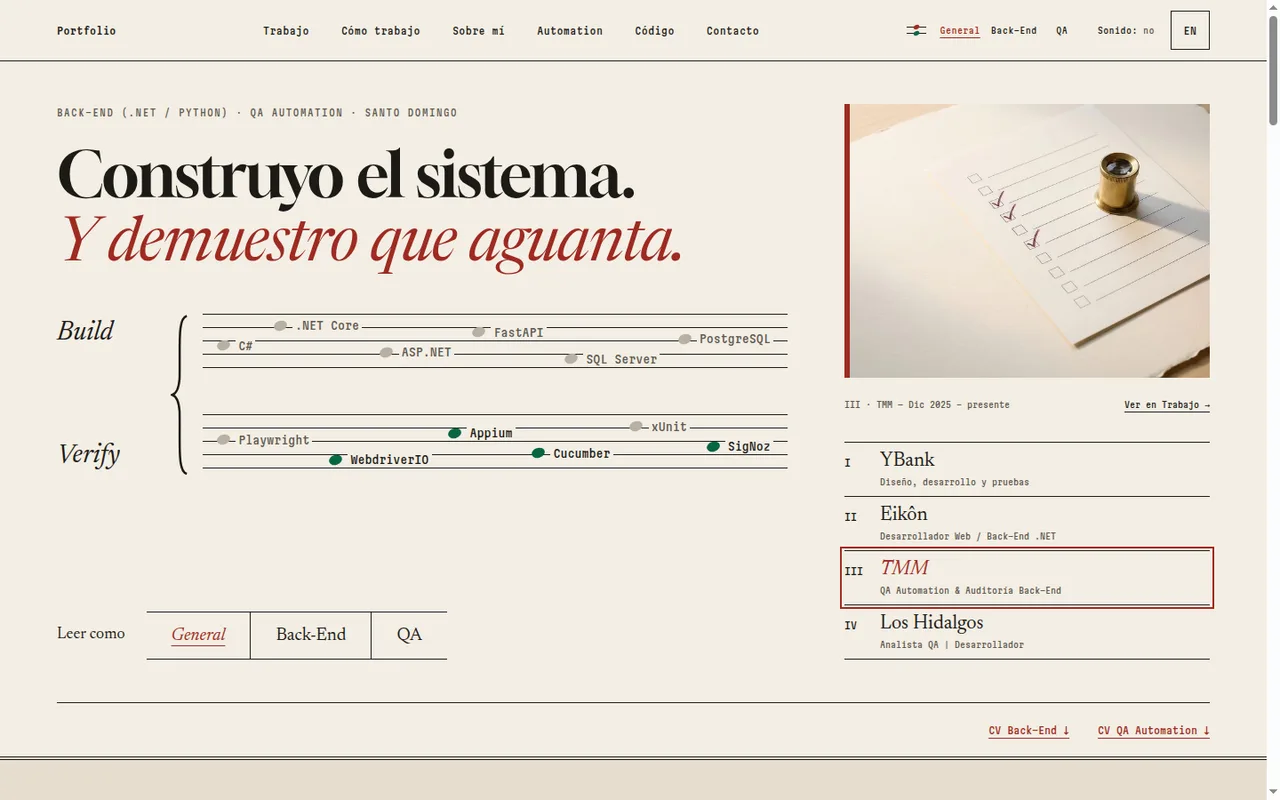 Portfolio
Trabajo
Cómo trabajo
Sobre mí
Automation
Código
Contacto
General
Back-End
QA
Sonido: no
EN
BACK-END (.NET / PYTHON) · QA AUTOMATION · SANTO DOMINGO
Construyo el sistema.
Y demuestro que aguanta.
Build
.NET Core
FastAPI
PostgreSQL
C#
ASP.NET
SQL Server
Verify
Playwright
Appium
xUnit
WebdriverIO
Cucumber
SigNoz
Leer como
General
Back-End
QA
III · TMM — Dic 2025 – presente
Ver en Trabajo →
I
YBank
Diseño, desarrollo y pruebas
II
Eikôn
Desarrollador Web / Back-End .NET
III
TMM
QA Automation & Auditoría Back-End
IV
Los Hidalgos
Analista QA | Desarrollador
CV Back-End ↓
CV QA Automation ↓